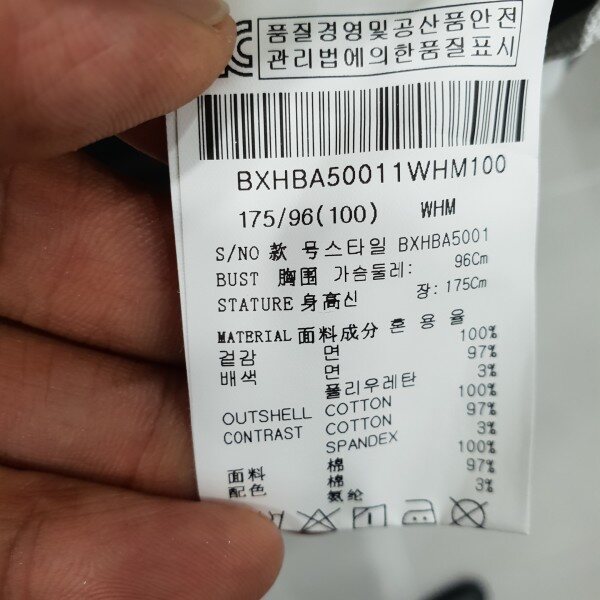 품질경영및공산품안전
관리법에의한품질표시
BXHBA50011WHM100
175/96(100) WHM
S/NO 款 号스타일 BXHBA5001
BUST 胸围 가슴둘레: 96Cm
STATURE 身高신 장: 175Cm
MATERIAL 面料成分 혼 용 율
겉감 면 100%
배색 면 97%
폴리우레탄 3%
OUTSHELL COTTON 100%
CONTRAST COTTON 97%
SPANDEX 3%
面料 棉 100%
配色 棉 97%
氨纶 3%